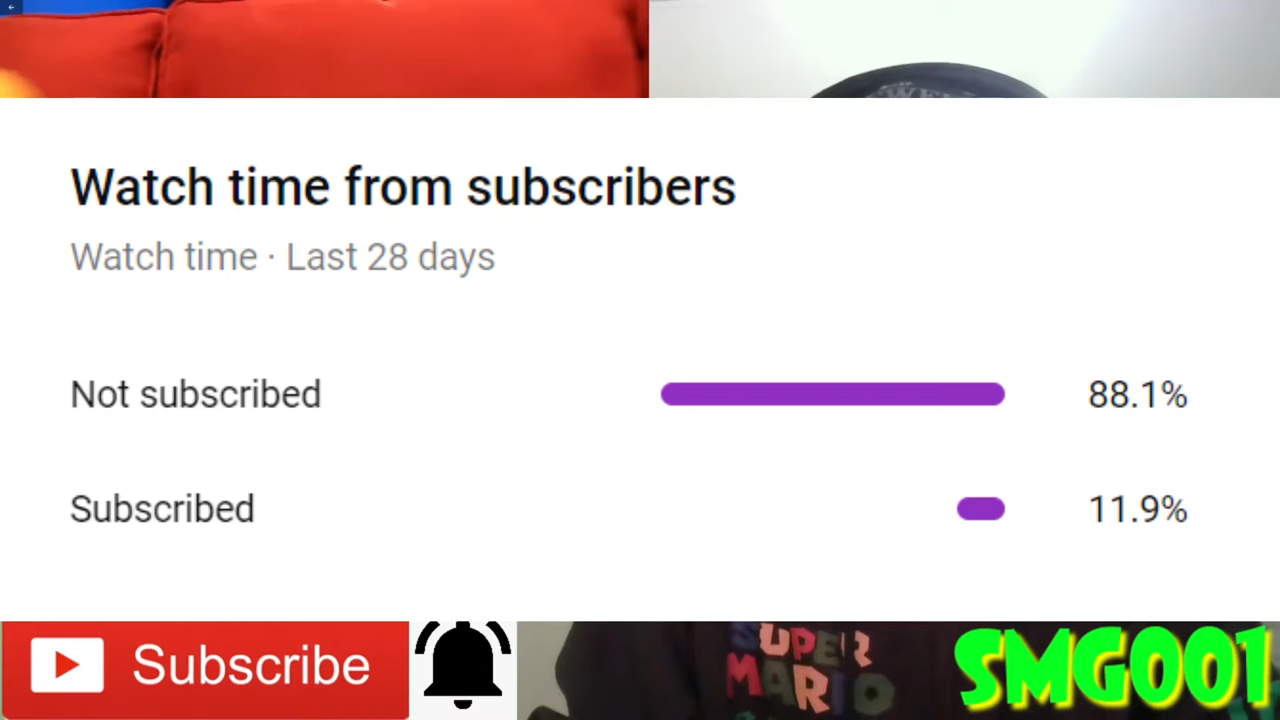 Watch time from subscribers
Watch time · Last 28 days
Not subscribed 88.1%
Subscribed 11.9%
Subscribe
SUPER
MARIO
SMG001